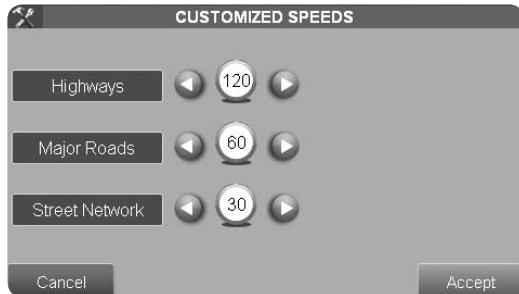 CUSTOMIZED SPEEDS
Highways 120
Major Roads 60
Street Network 30
Cancel Accept